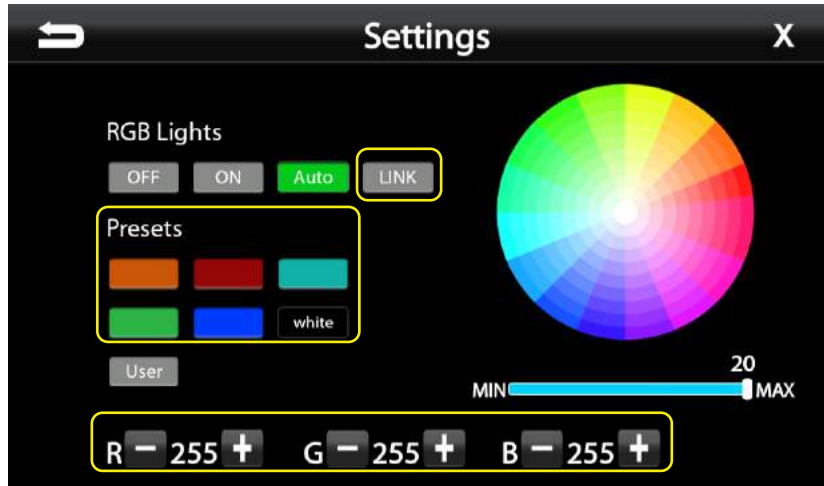 Settings X
RGB Lights
OFF ON Auto LINK
Presets
white
User
20
MIN MAX
R − 255 + G − 255 + B − 255 +